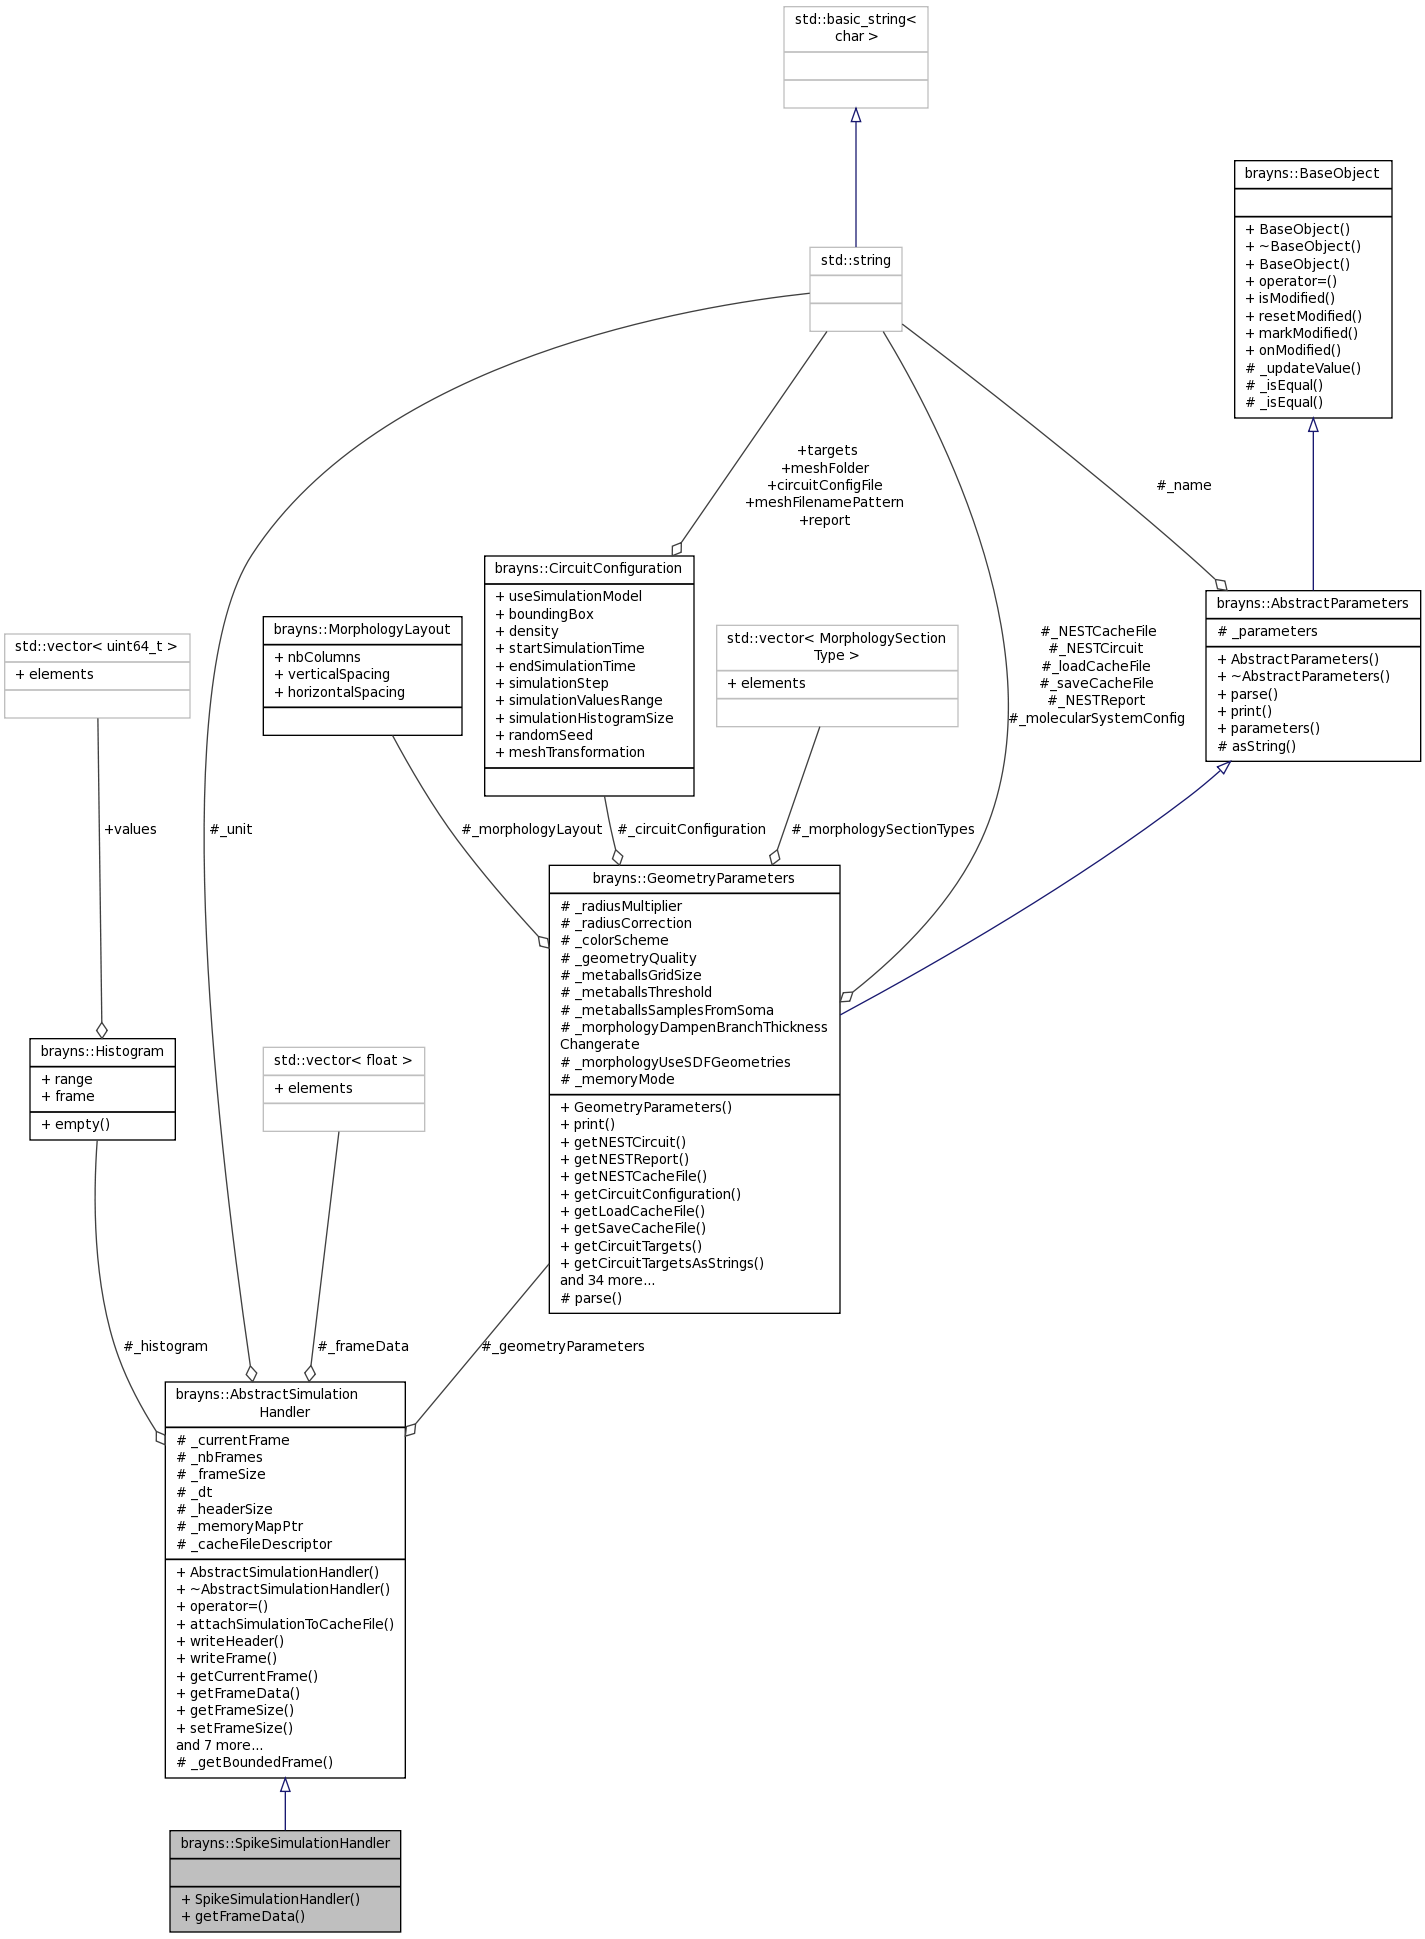 std::basic_string<
char >
brayns::BaseObject
+ BaseObject()
+ ~BaseObject()
+ BaseObject()
+ operator=()
+ isModified()
+ resetModified()
+ markModified()
+ onModified()
# _updateValue()
# _isEqual()
# _isEqual()
std::string
+targets
+meshFolder
+circuitConfigFile
+meshFilenamePattern
+report
#_name
brayns::CircuitConfiguration
+ useSimulationModel
+ boundingBox
+ density
+ startSimulationTime
+ endSimulationTime
+ simulationStep
+ simulationValuesRange
+ simulationHistogramSize
+ randomSeed
+ meshTransformation
brayns::AbstractParameters
# _parameters
+ AbstractParameters()
+ ~AbstractParameters()
+ parse()
+ print()
+ parameters()
# asString()
brayns::MorphologyLayout
+ nbColumns
+ verticalSpacing
+ horizontalSpacing
std::vector< uint64_t >
+ elements
std::vector< MorphologySection
Type >
+ elements
#_NESTCacheFile
#_NESTCircuit
#_loadCacheFile
#_saveCacheFile
#_NESTReport
#_molecularSystemConfig
+values
#_unit
#_morphologyLayout
#_circuitConfiguration
#_morphologySectionTypes
brayns::GeometryParameters
# _radiusMultiplier
# _radiusCorrection
# _colorScheme
# _geometryQuality
# _metaballsGridSize
# _metaballsThreshold
# _metaballsSamplesFromSoma
# _morphologyDampenBranchThickness
Changerate
# _morphologyUseSDFGeometries
# _memoryMode
+ GeometryParameters()
+ print()
+ getNESTCircuit()
+ getNESTReport()
+ getNESTCacheFile()
+ getCircuitConfiguration()
+ getLoadCacheFile()
+ getSaveCacheFile()
+ getCircuitTargets()
+ getCircuitTargetsAsStrings()
and 34 more...
# parse()
brayns::Histogram
+ range
+ frame
+ empty()
std::vector< float >
+ elements
#_histogram
#_frameData
#_geometryParameters
brayns::AbstractSimulation
Handler
# _currentFrame
# _nbFrames
# _frameSize
# _dt
# _headerSize
# _memoryMapPtr
# _cacheFileDescriptor
+ AbstractSimulationHandler()
+ ~AbstractSimulationHandler()
+ operator=()
+ attachSimulationToCacheFile()
+ writeHeader()
+ writeFrame()
+ getCurrentFrame()
+ getFrameData()
+ getFrameSize()
+ setFrameSize()
and 7 more...
# _getBoundedFrame()
brayns::SpikeSimulationHandler
+ SpikeSimulationHandler()
+ getFrameData()